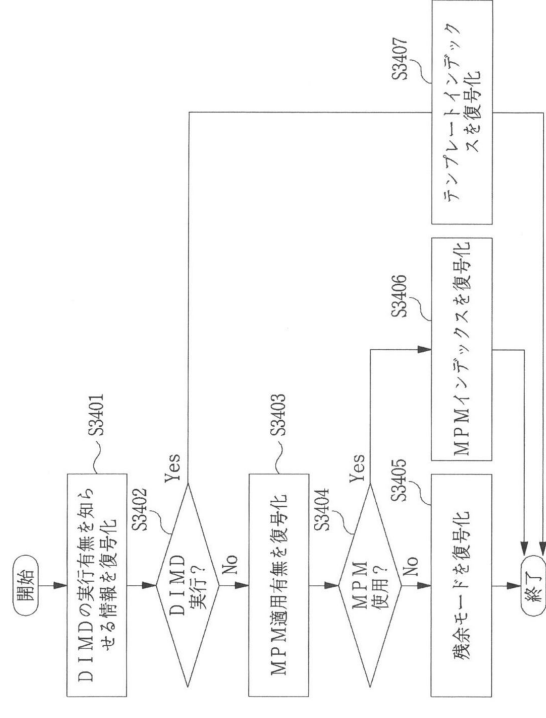 開始
S3401
DIMDの実行有無を知ら
せる情報を復号化
S3402
DIMD
実行?
Yes
No
S3403
MPM適用有無を復号化
S3404
MPM
使用?
Yes
No
S3405
残余モードを復号化
S3406
MPMインデックスを復号化
S3407
テンプレートインデック
スを復号化
終了